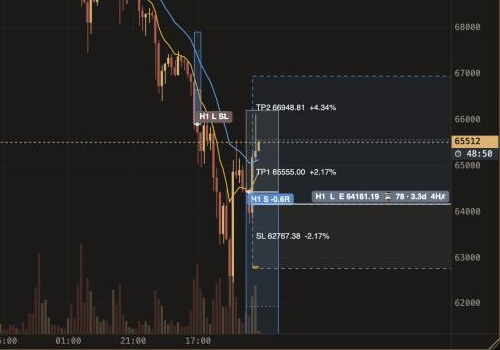 68000
67000
TP2 66948.81 +4.34%
66000
H1 L SL
65512
48:50
65000
TP1 65555.00 +2.17%
H1 S -0.6R
H1 L E 64161.19 ⌛ 78 · 3.3d 4H
64000
SL 62767.38 -2.17%
63000
62000
01:00
21:00
17:00